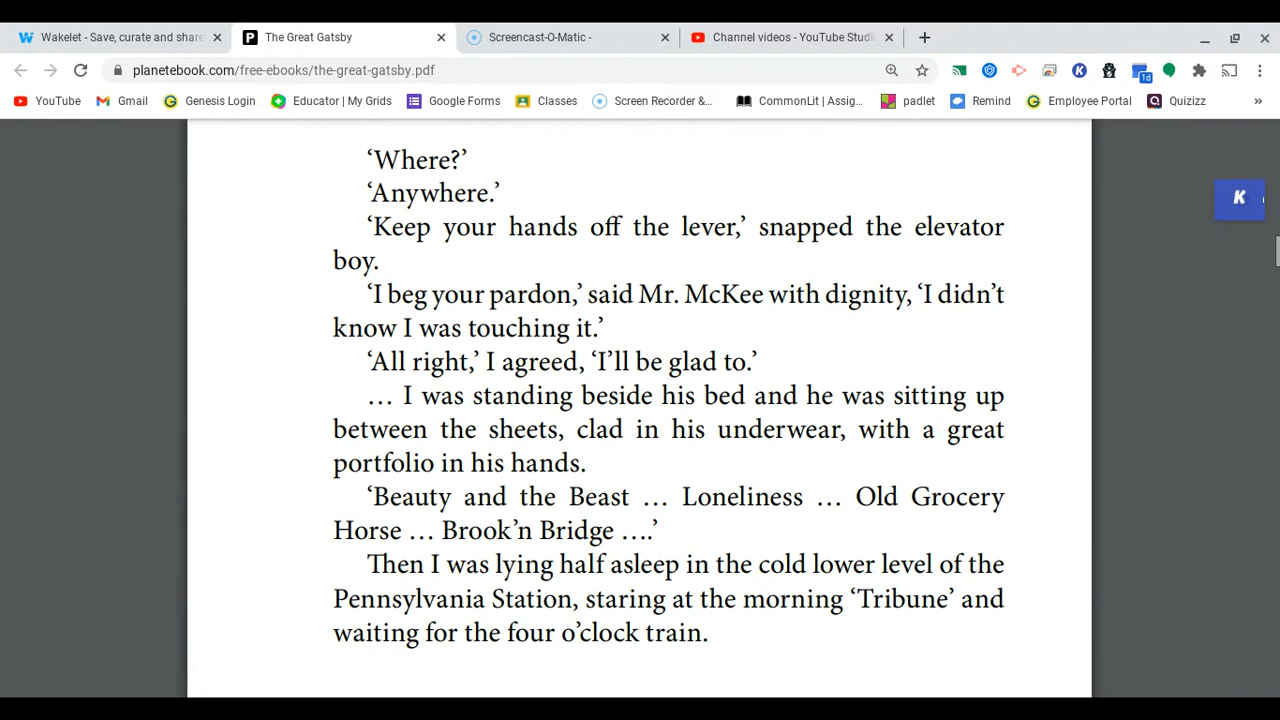 Wakelet - Save, curate and share
The Great Gatsby
Screencast-O-Matic -
Channel videos - YouTube Studi
planetebook.com/free-ebooks/the-great-gatsby.pdf
1d
YouTube
Gmail
Genesis Login
Educator | My Grids
Google Forms
Classes
Screen Recorder &...
CommonLit | Assig...
padlet
Remind
Employee Portal
Quizizz
‘Where?’
‘Anywhere.’
‘Keep your hands off the lever,’ snapped the elevator
boy.
‘I beg your pardon,’ said Mr. McKee with dignity, ‘I didn’t
know I was touching it.’
‘All right,’ I agreed, ‘I’ll be glad to.’
… I was standing beside his bed and he was sitting up
between the sheets, clad in his underwear, with a great
portfolio in his hands.
‘Beauty and the Beast … Loneliness … Old Grocery
Horse … Brook’n Bridge ….’
Then I was lying half asleep in the cold lower level of the
Pennsylvania Station, staring at the morning ‘Tribune’ and
waiting for the four o’clock train.
K